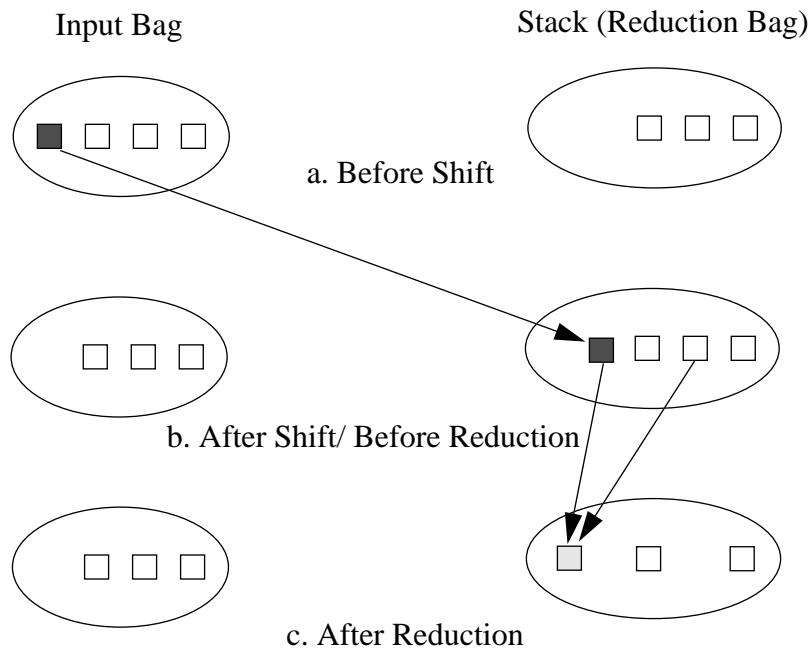 Input Bag
Stack (Reduction Bag)
a. Before Shift
b. After Shift/ Before Reduction
c. After Reduction